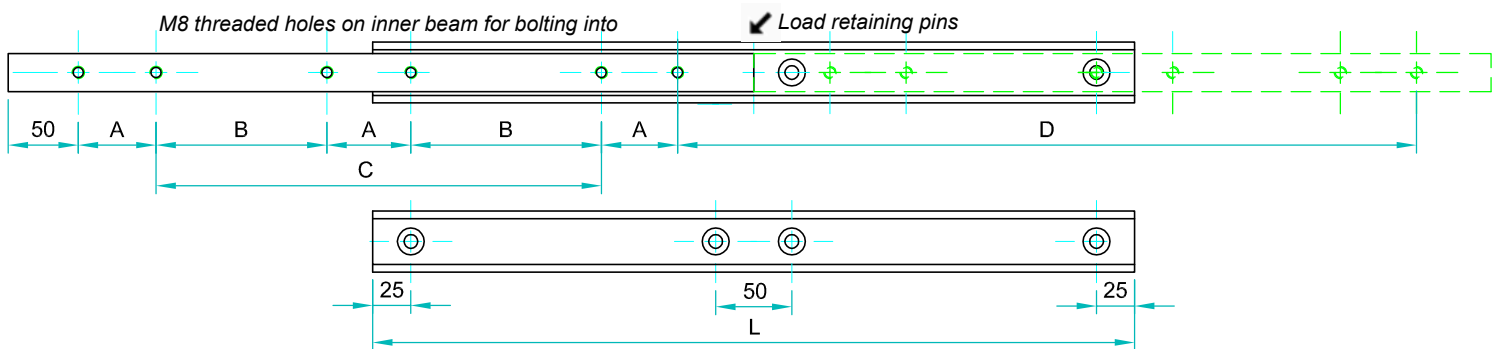 M8 threaded holes on inner beam for bolting into
Load retaining pins
50 A B A B A D
C
25 50 25
L